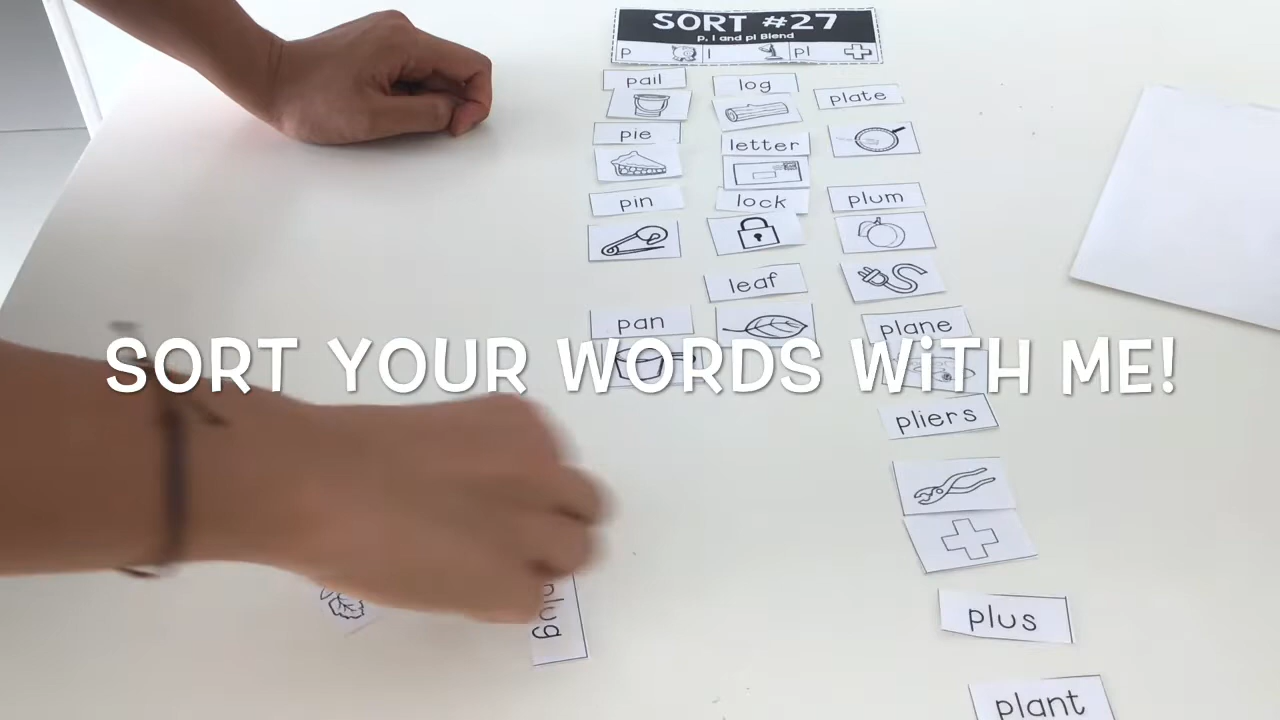 SORT #27
p, l and pl Blend
p l pl
pail log plate
pie letter
pin lock plum
leaf
pan plane
SORT YOUR WORDS WiTH ME!
pliers
plug
plus
plant